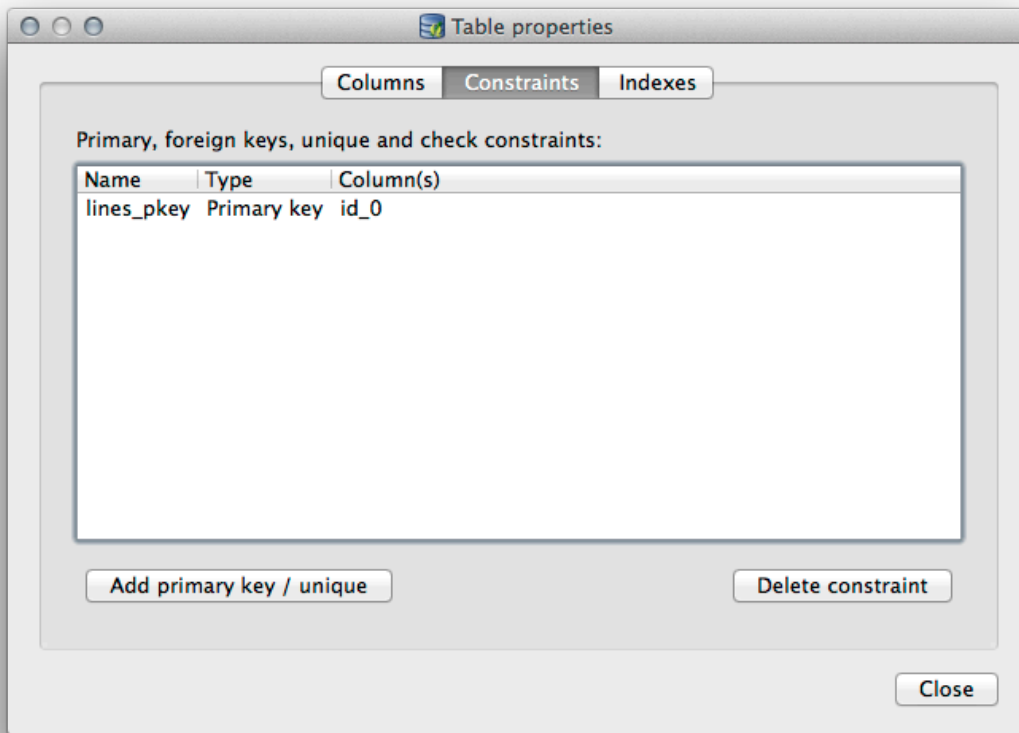 Table properties
Columns Constraints Indexes
Primary, foreign keys, unique and check constraints:
Name Type Column(s)
lines_pkey Primary key id_0
Add primary key / unique Delete constraint
Close